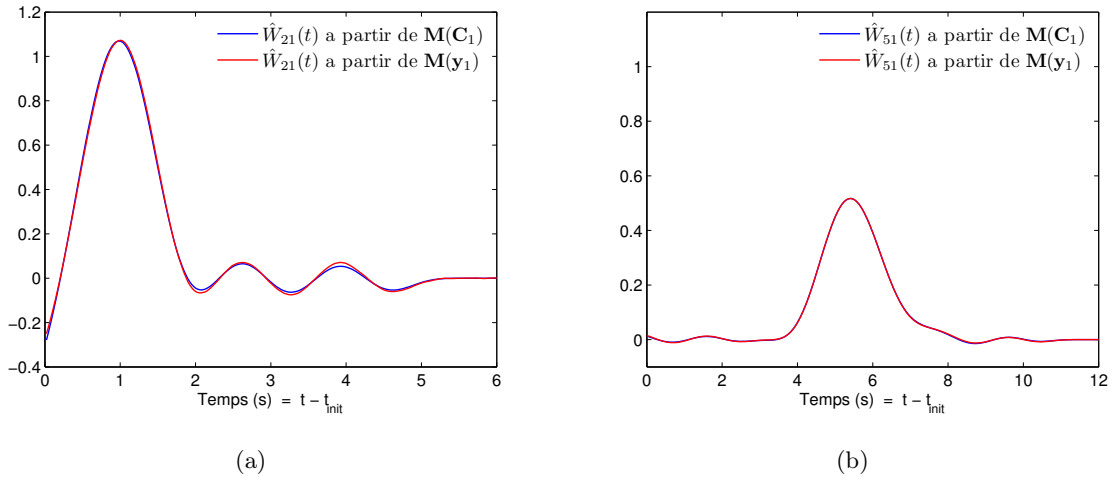 1.2
1
0.8
0.6
0.4
0.2
0
−0.2
−0.4
0 1 2 3 4 5 6
Temps (s) = t − t_init
Ŵ₂₁(t) a partir de M(C₁)
Ŵ₂₁(t) a partir de M(y₁)
(a)
1
0.8
0.6
0.4
0.2
0
0 2 4 6 8 10 12
Temps (s) = t − t_init
Ŵ₅₁(t) a partir de M(C₁)
Ŵ₅₁(t) a partir de M(y₁)
(b)